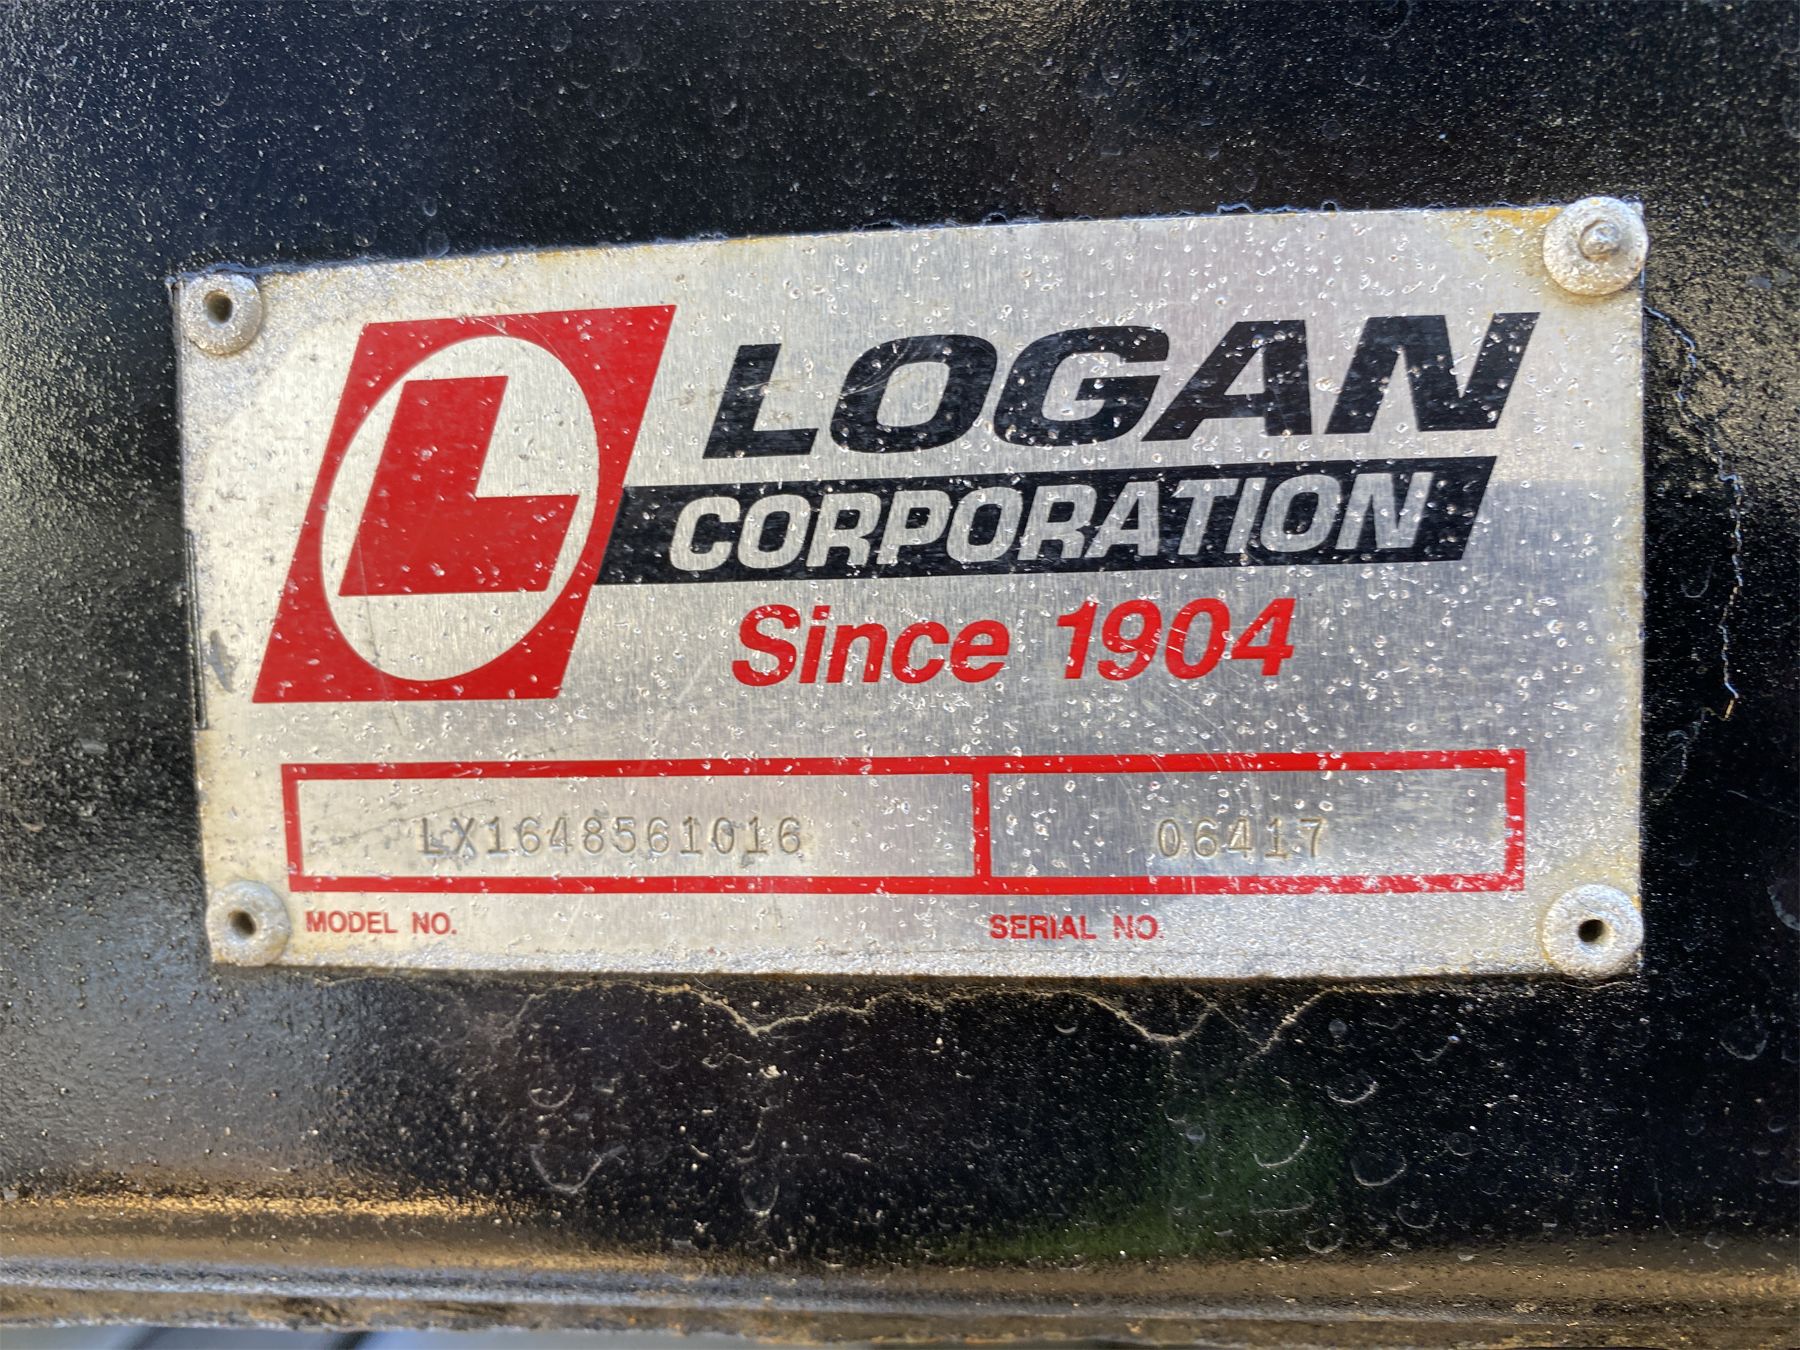 L
LOGAN
CORPORATION
Since 1904
LX1648561016
06417
MODEL NO.
SERIAL NO.